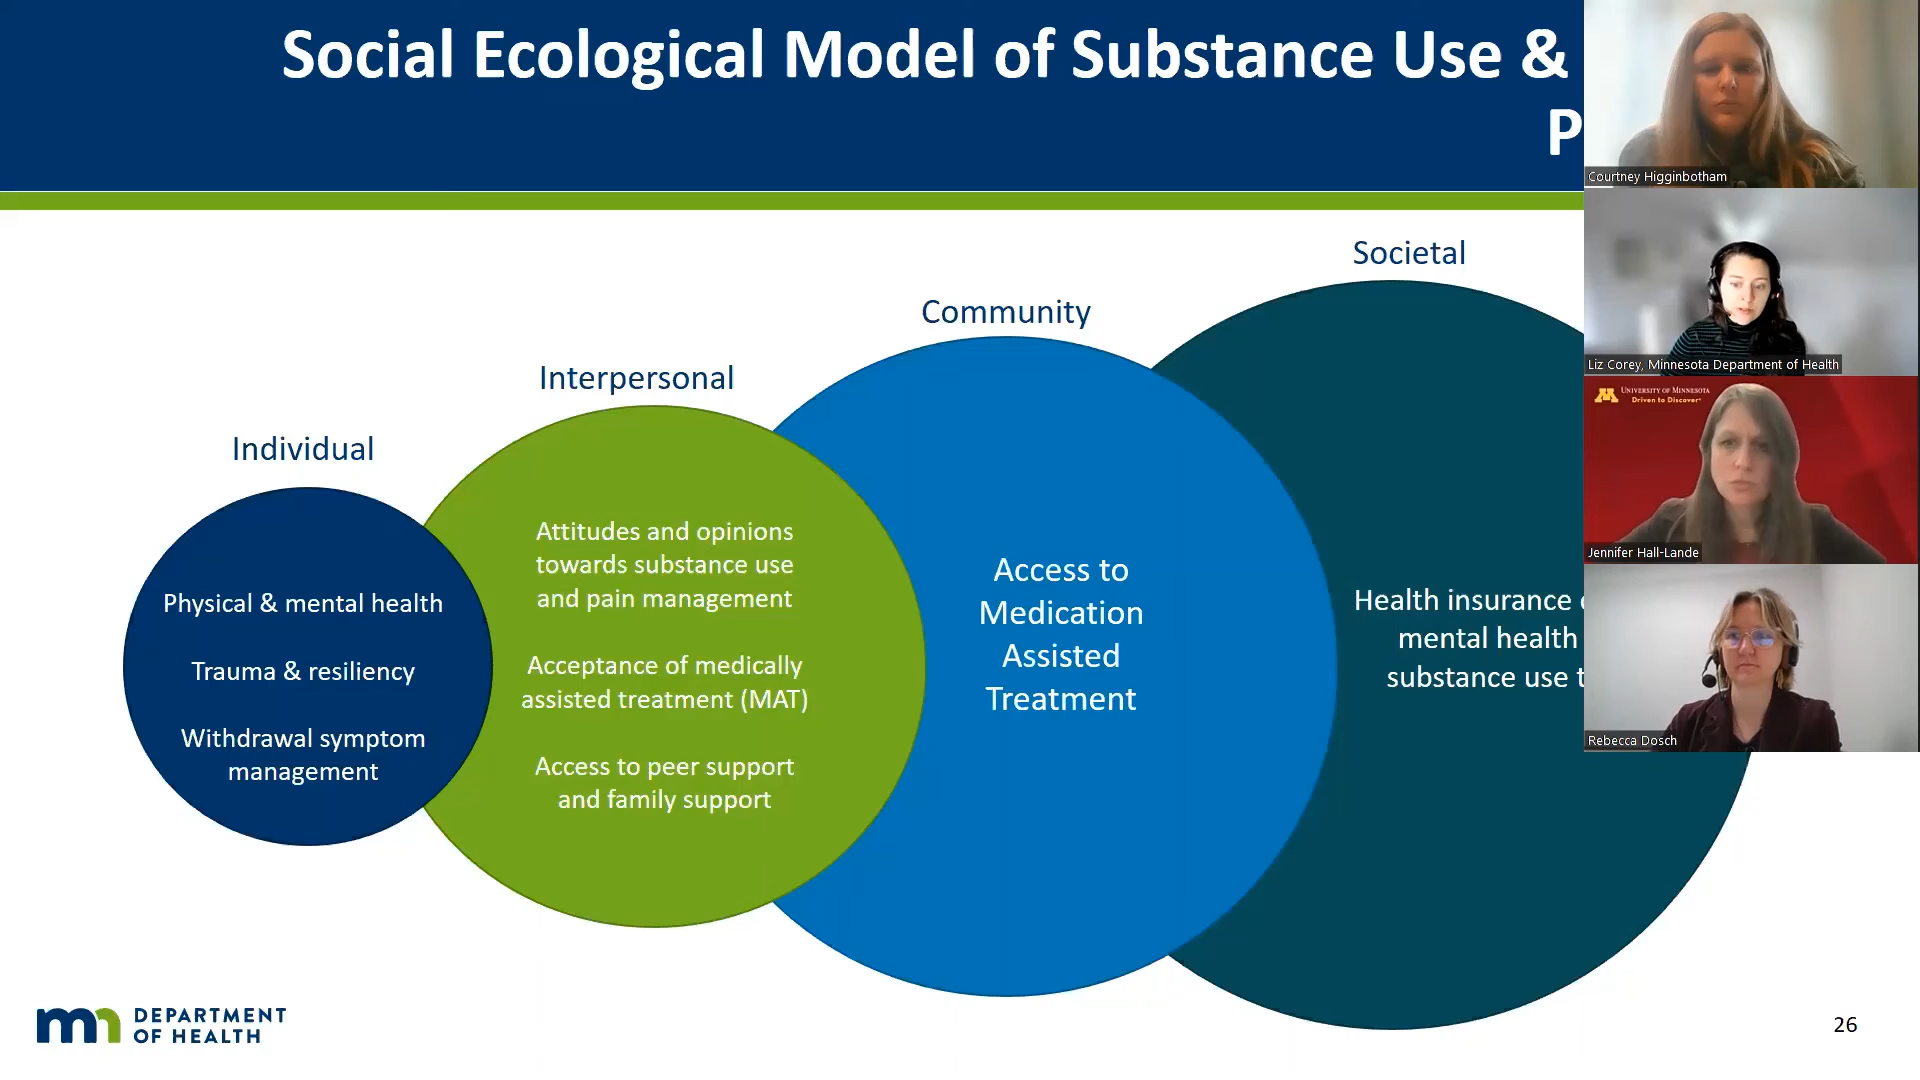 Social Ecological Model of Substance Use &
P
Individual
Physical & mental health
Trauma & resiliency
Withdrawal symptom
management
Interpersonal
Attitudes and opinions
towards substance use
and pain management
Acceptance of medically
assisted treatment (MAT)
Access to peer support
and family support
Community
Access to
Medication
Assisted
Treatment
Societal
Health insurance
mental health
substance use
Courtney Higginbotham
Liz Corey, Minnesota Department of Health
UNIVERSITY OF MINNESOTA
Driven to Discover
Jennifer Hall-Lande
Rebecca Dosch
mn DEPARTMENT
OF HEALTH
26